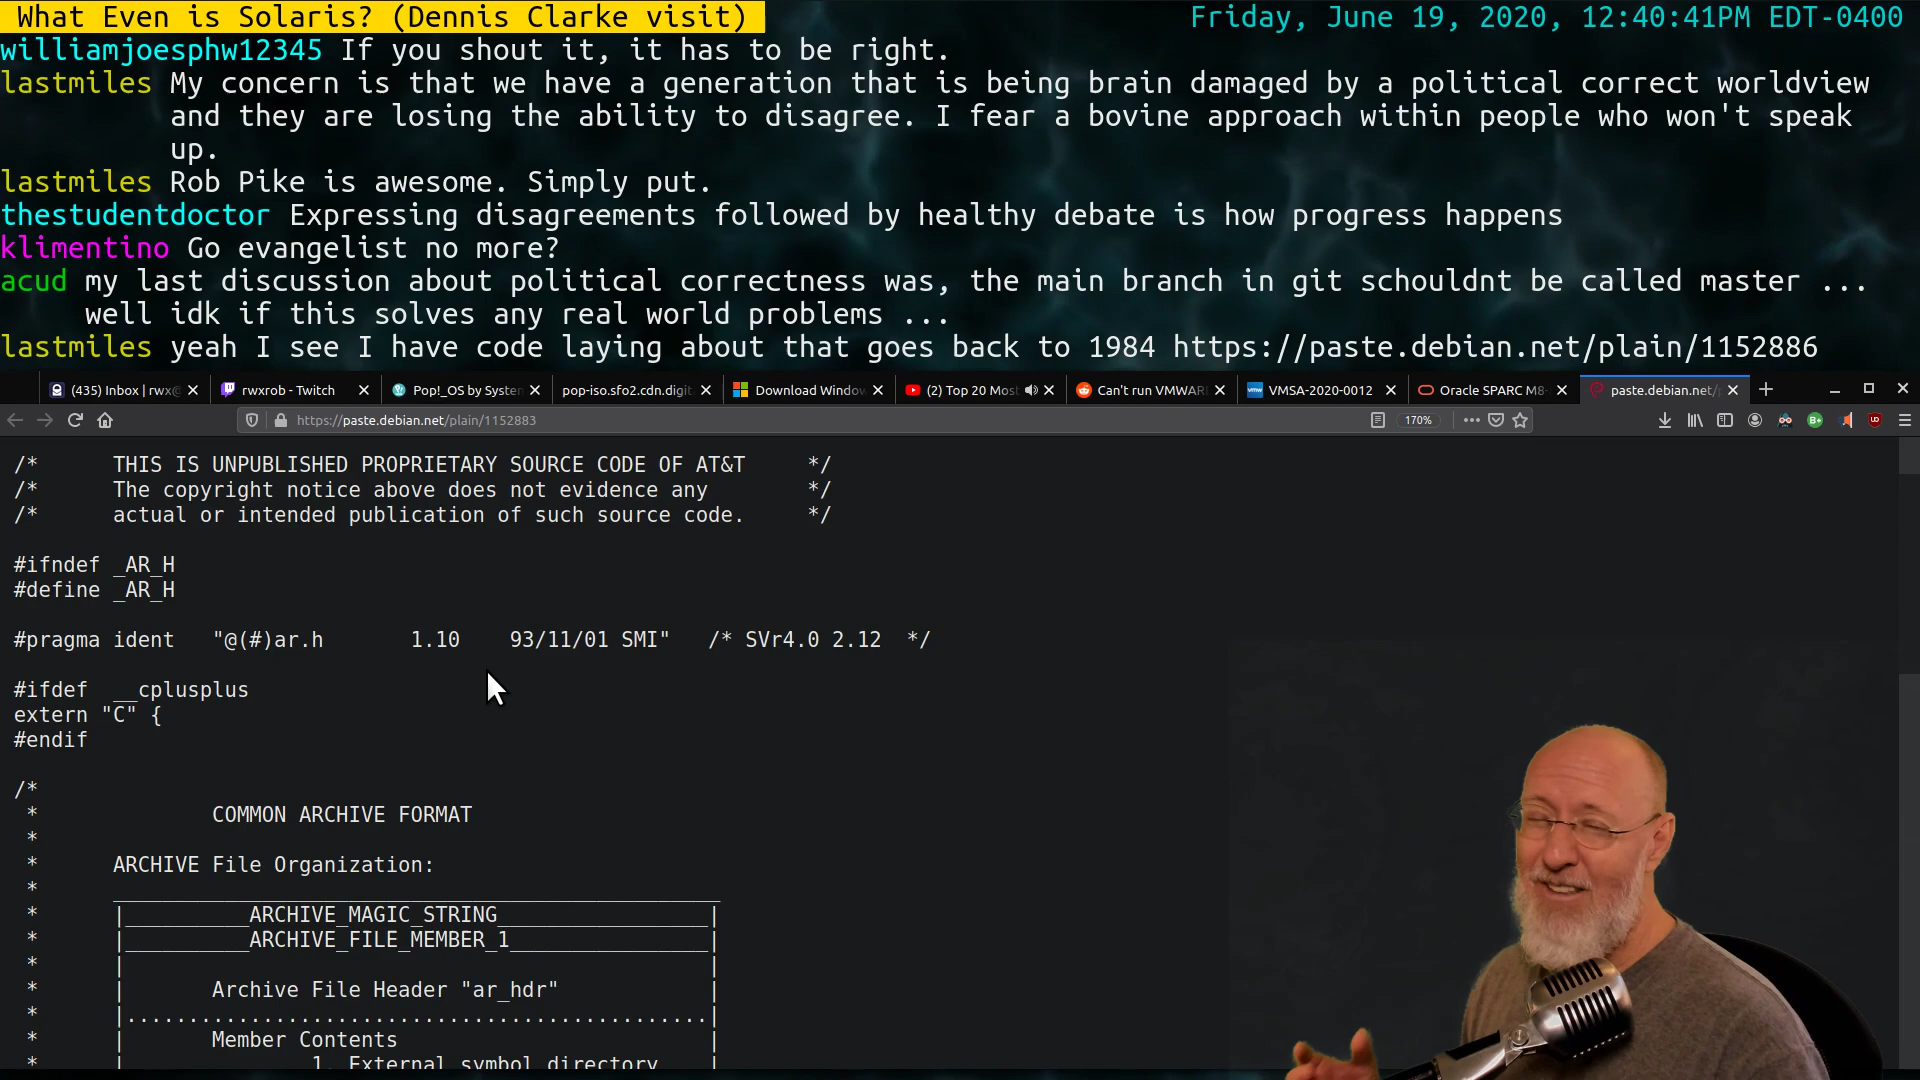 What Even is Solaris? (Dennis Clarke visit)
Friday, June 19, 2020, 12:40:41PM EDT-0400
williamjoesphw12345 If you shout it, it has to be right.
lastmiles My concern is that we have a generation that is being brain damaged by a political correct worldview
and they are losing the ability to disagree. I fear a bovine approach within people who won't speak
up.
lastmiles Rob Pike is awesome. Simply put.
thestudentdoctor Expressing disagreements followed by healthy debate is how progress happens
klimentino Go evangelist no more?
acud my last discussion about political correctness was, the main branch in git schouldnt be called master ...
well idk if this solves any real world problems ...
lastmiles yeah I see I have code laying about that goes back to 1984 https://paste.debian.net/plain/1152886
(435) Inbox | rwx@ rwxrob - Twitch Pop!_OS by System pop-iso.sfo2.cdn.digit Download Window (2) Top 20 Most Can't run VMWAR VMSA-2020-0012 Oracle SPARC M8- paste.debian.net/p
https://paste.debian.net/plain/1152883 170%
/* THIS IS UNPUBLISHED PROPRIETARY SOURCE CODE OF AT&T */
/* The copyright notice above does not evidence any */
/* actual or intended publication of such source code. */
#ifndef _AR_H
#define _AR_H
#pragma ident "@(#)ar.h 1.10 93/11/01 SMI" /* SVr4.0 2.12 */
#ifdef __cplusplus
extern "C" {
#endif
/*
* COMMON ARCHIVE FORMAT
*
* ARCHIVE File Organization:
* _________________________________________________
* |__________ARCHIVE_MAGIC_STRING_________________|
* |__________ARCHIVE_FILE_MEMBER_1________________|
* | |
* | Archive File Header "ar_hdr" |
* |...............................................|
* | Member Contents |
* | 1. External symbol directory |